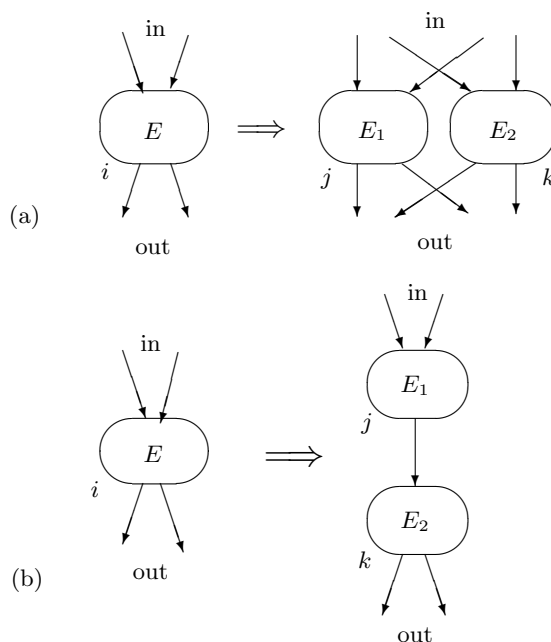 in
in
E
⟹
E₁
E₂
i
j
k
(a)
out
out
in
in
E₁
j
E
⟹
i
E₂
k
(b)
out
out